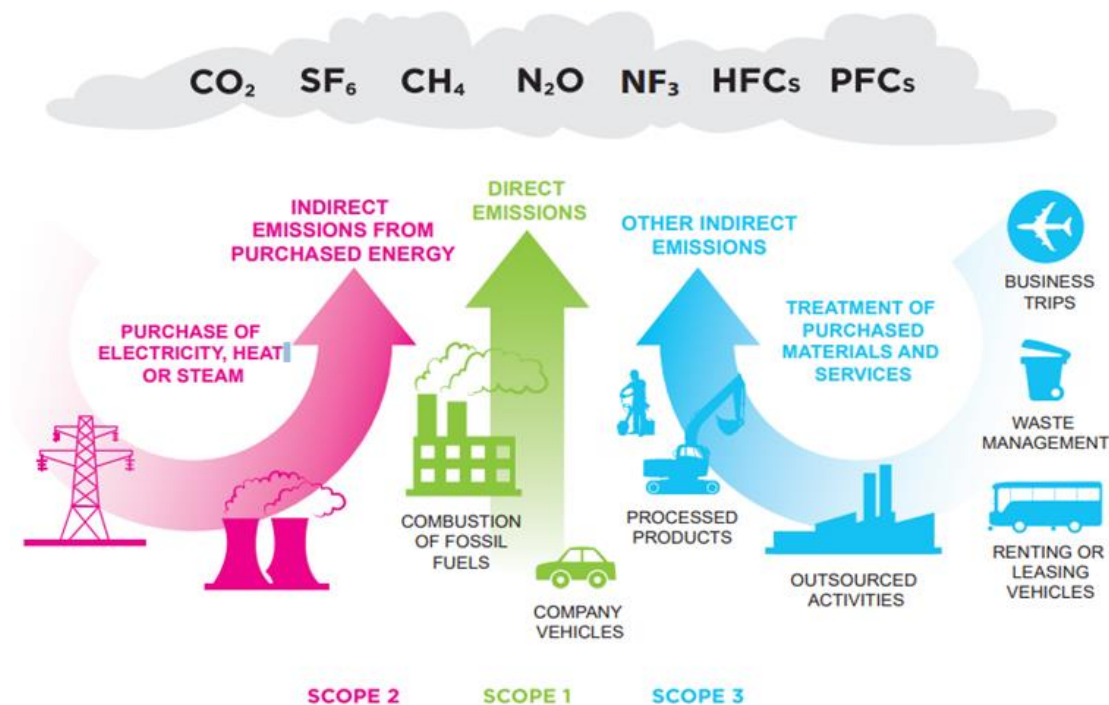 CO₂ SF₆ CH₄ N₂O NF₃ HFCs PFCs
INDIRECT
EMISSIONS FROM
PURCHASED ENERGY
DIRECT
EMISSIONS
OTHER INDIRECT
EMISSIONS
BUSINESS
TRIPS
PURCHASE OF
ELECTRICITY, HEAT
OR STEAM
TREATMENT OF
PURCHASED
MATERIALS AND
SERVICES
WASTE
MANAGEMENT
COMBUSTION
OF FOSSIL
FUELS
COMPANY
VEHICLES
PROCESSED
PRODUCTS
OUTSOURCED
ACTIVITIES
RENTING OR
LEASING
VEHICLES
SCOPE 2 SCOPE 1 SCOPE 3